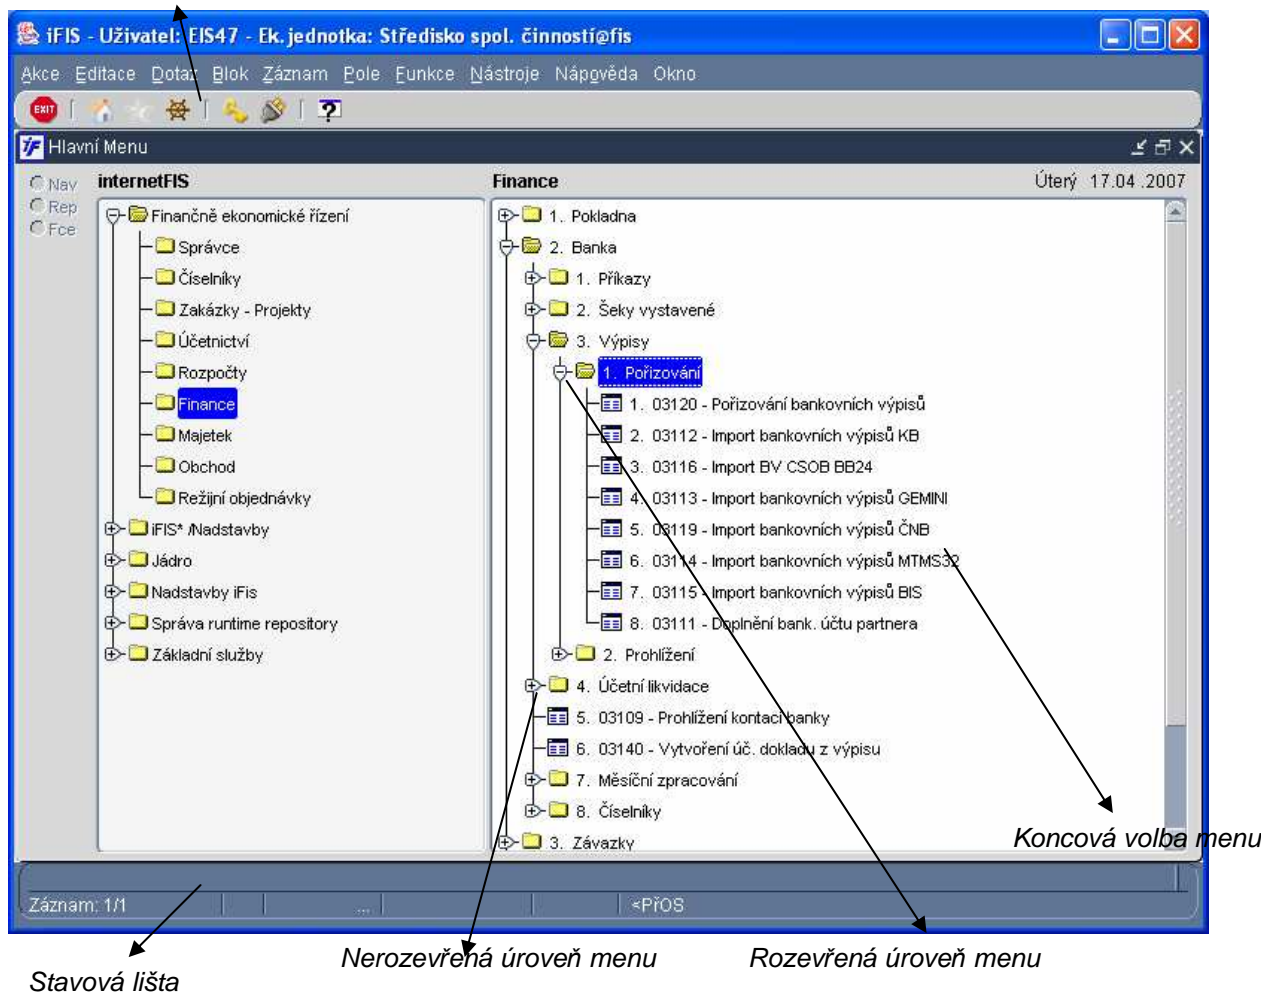 iFIS - Uživatel: EIS47 - Ek. jednotka: Středisko spol. činností@fis
Akce Editace Dotaz Blok Záznam Pole Funkce Nástroje Nápověda Okno
EXIT
Hlavní Menu
Nav
Rep
Fce
internetFIS
Finančně ekonomické řízení
Správce
Číselníky
Zakázky - Projekty
Účetnictví
Rozpočty
Finance
Majetek
Obchod
Režijní objednávky
iFIS* /Nadstavby
Jádro
Nadstavby iFis
Správa runtime repository
Základní služby
Finance
Úterý 17.04 .2007
1. Pokladna
2. Banka
1. Příkazy
2. Šeky vystavené
3. Výpisy
1. Pořizování
1. 03120 - Pořizování bankovních výpisů
2. 03112 - Import bankovních výpisů KB
3. 03116 - Import BV CSOB BB24
4. 03113 - Import bankovních výpisů GEMINI
5. 03119 - Import bankovních výpisů ČNB
6. 03114 - Import bankovních výpisů MTMS32
7. 03115 - Import bankovních výpisů BIS
8. 03111 - Doplnění bank. účtu partnera
2. Prohlížení
4. Účetní likvidace
5. 03109 - Prohlížení kontací banky
6. 03140 - Vytvoření úč. dokladu z výpisu
7. Měsíční zpracování
8. Číselníky
3. Závazky
Koncová volba menu
Záznam: 1/1 ... <PřOS
Nerozevřená úroveň menu
Rozevřená úroveň menu
Stavová lišta